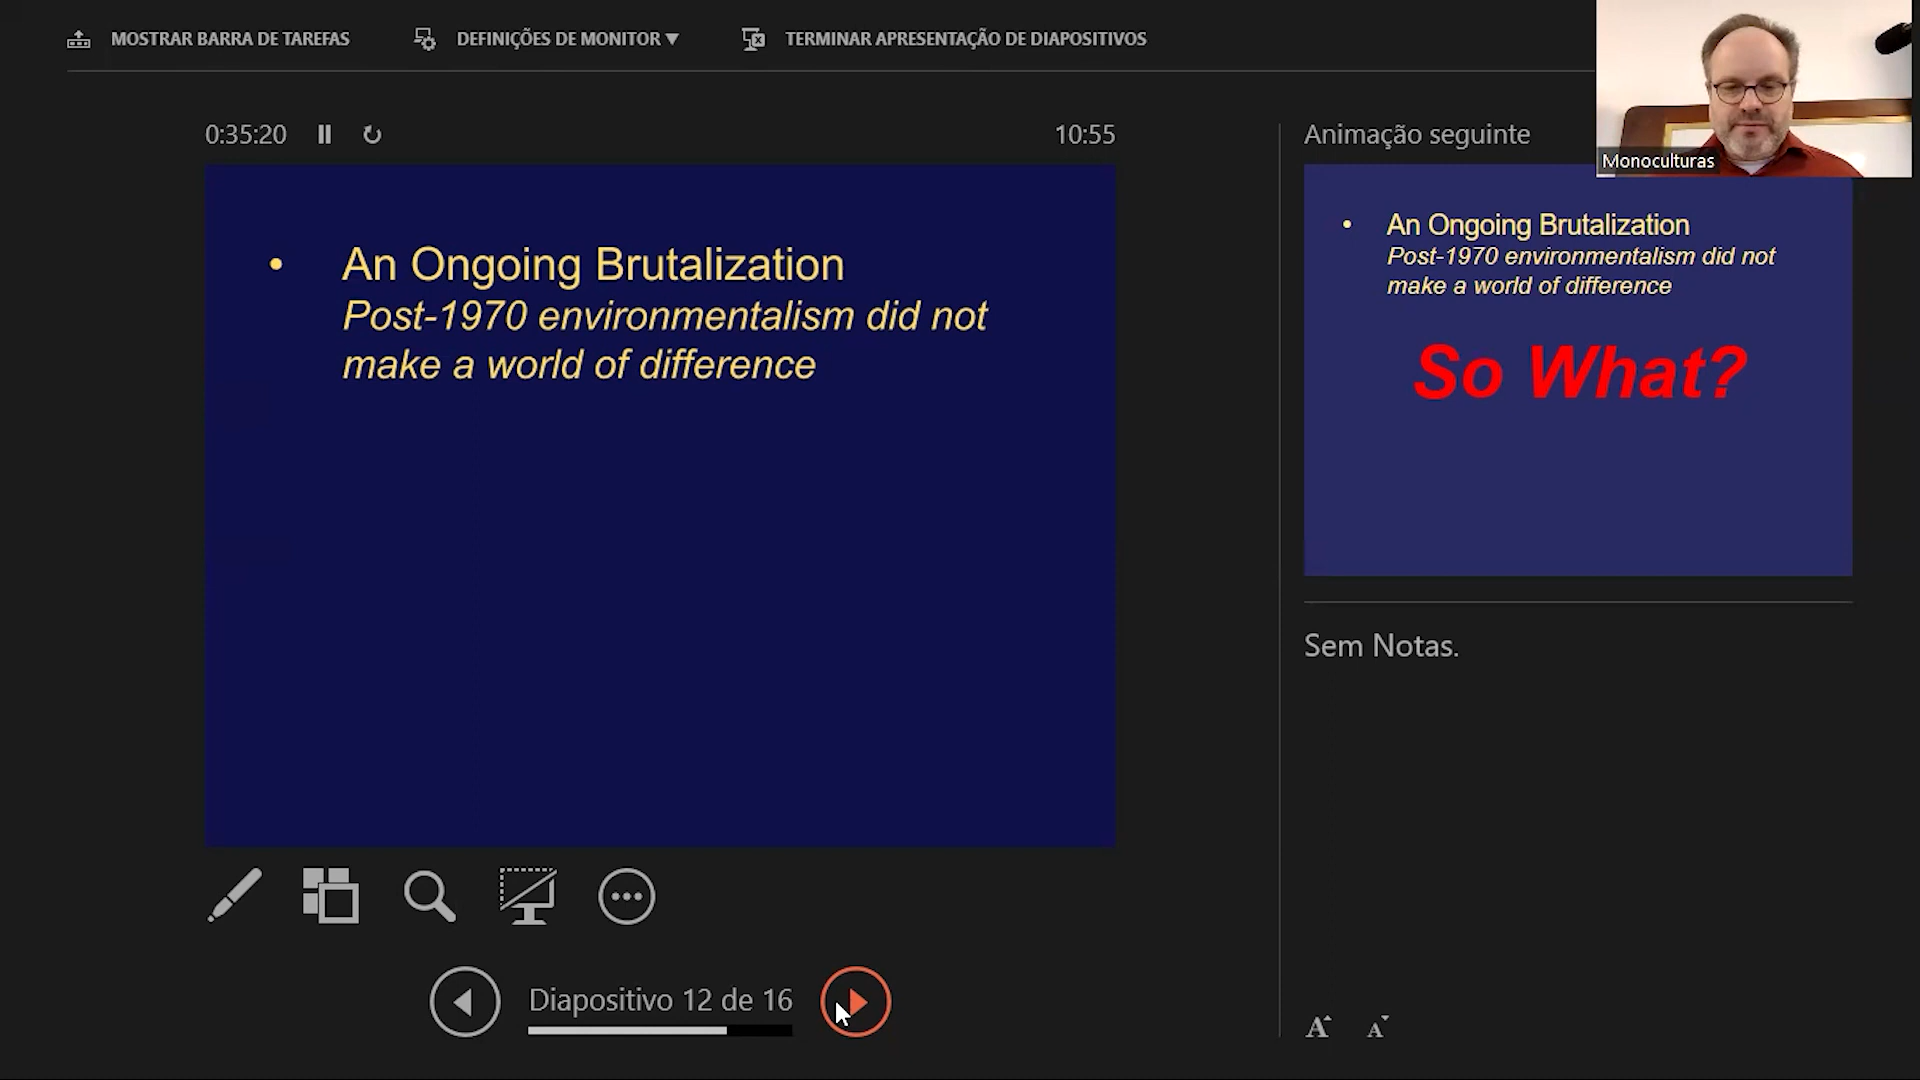 MOSTRAR BARRA DE TAREFAS
DEFINIÇÕES DE MONITOR ▼
TERMINAR APRESENTAÇÃO DE DIAPOSITIVOS
Monoculturas
0:35:20
10:55
• An Ongoing Brutalization
Post-1970 environmentalism did not
make a world of difference
Animação seguinte
• An Ongoing Brutalization
Post-1970 environmentalism did not
make a world of difference
So What?
Sem Notas.
Diapositivo 12 de 16
A A